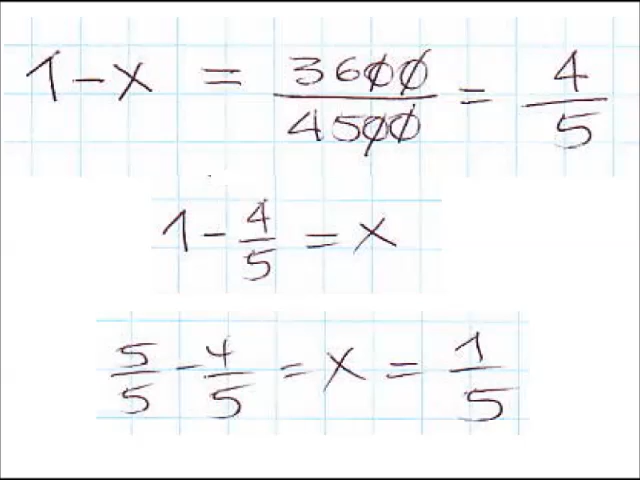 1 - x = 3600/4500 = 4/5
1 - 4/5 = x
5/5 - 4/5 = x = 1/5